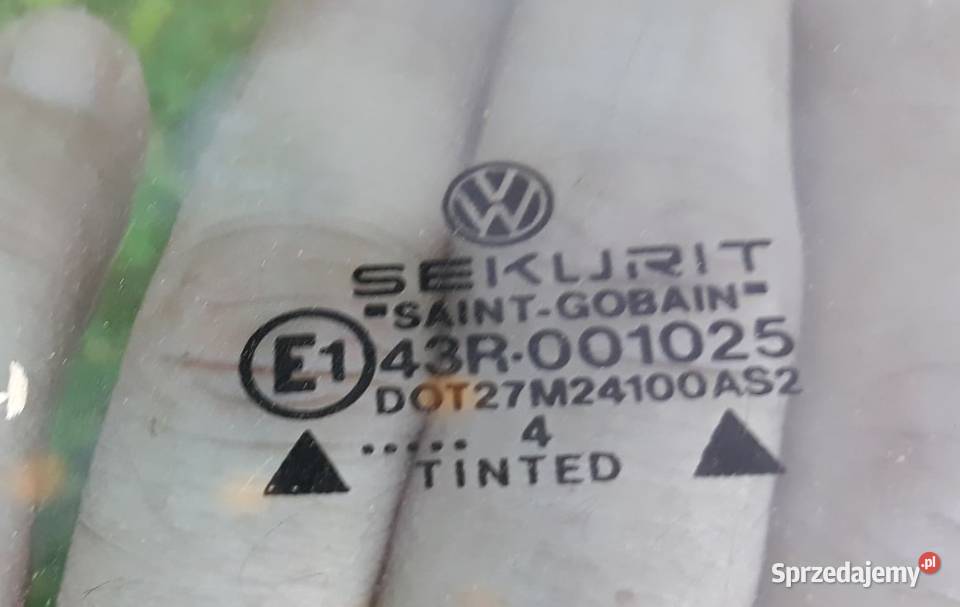 SEKURIT
"SAINT-GOBAIN"
E1 43R-001025
DOT27M24100AS2
..... 4
TINTED
Sprzedajemy.pl